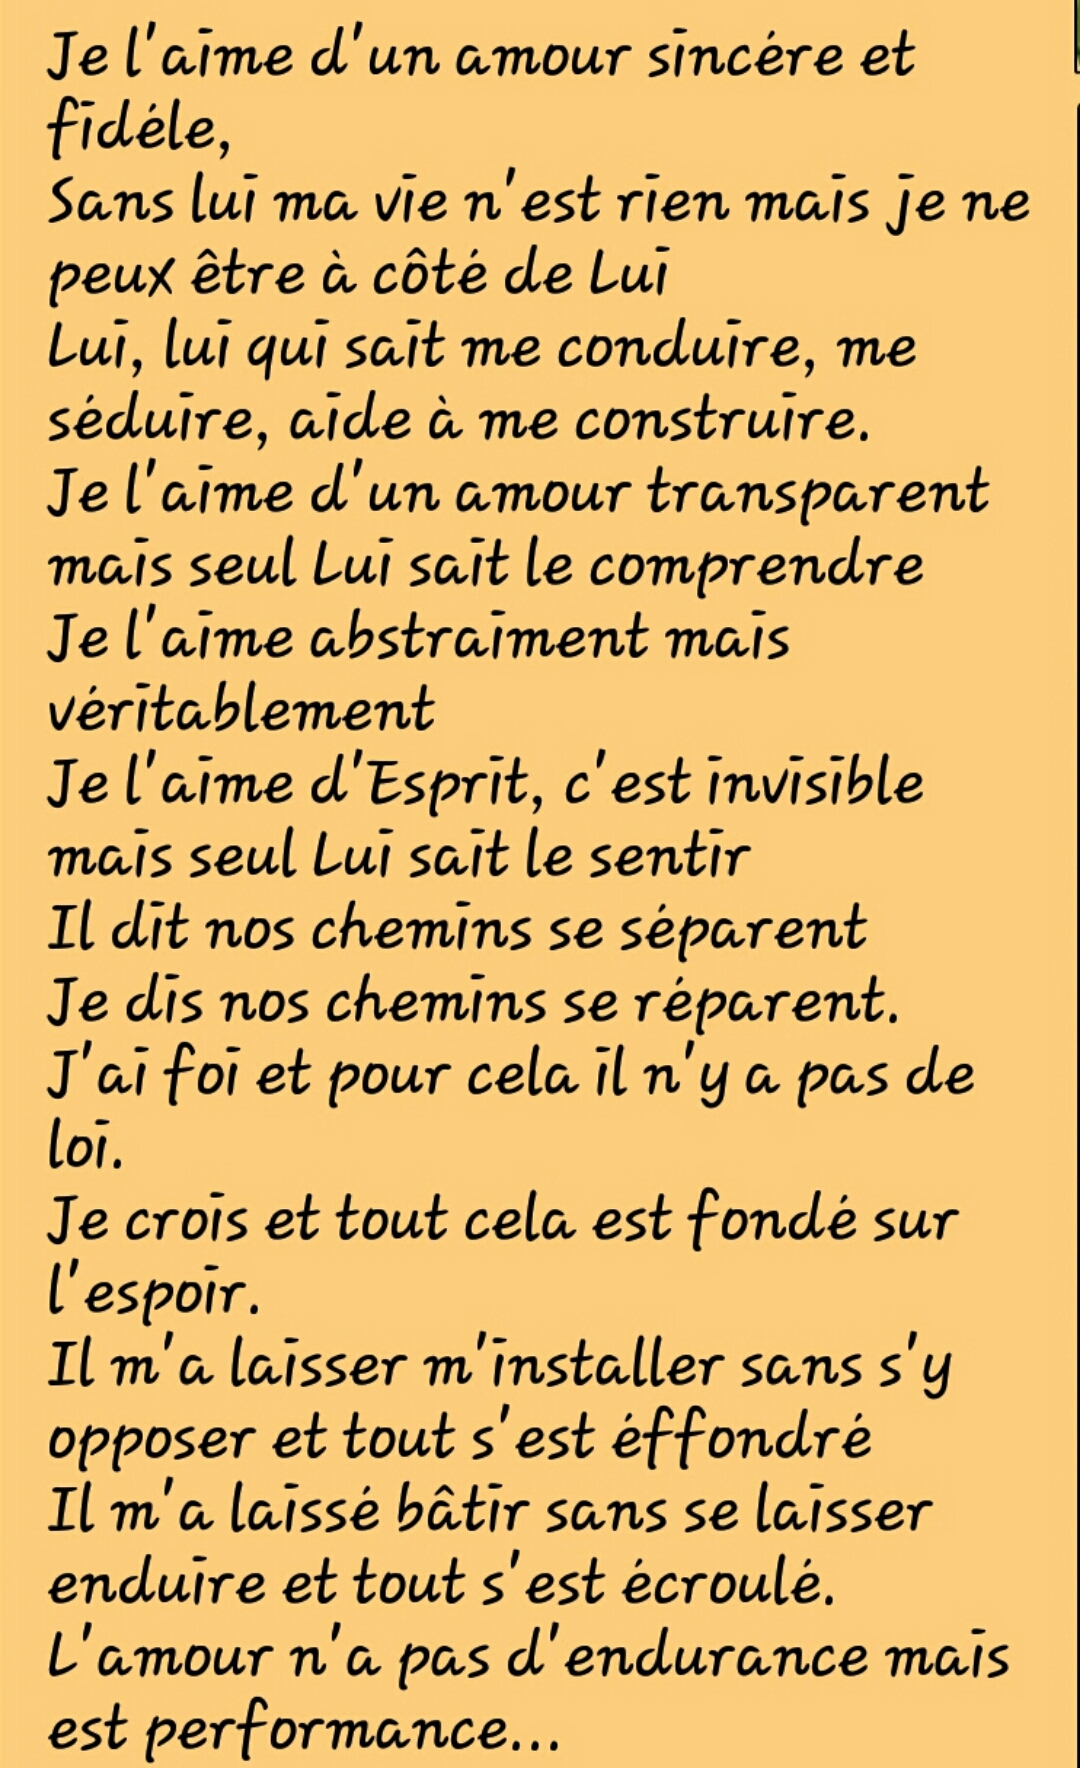 Je l'aime d'un amour sincére et
fidéle,
Sans lui ma vie n'est rien mais je ne
peux être à côté de Lui
Lui, lui qui sait me conduire, me
séduire, aide à me construire.
Je l'aime d'un amour transparent
mais seul Lui sait le comprendre
Je l'aime abstraiment mais
véritablement
Je l'aime d'Esprit, c'est invisible
mais seul Lui sait le sentir
Il dit nos chemins se séparent
Je dis nos chemins se réparent.
J'ai foi et pour cela il n'y a pas de
loi.
Je crois et tout cela est fondé sur
l'espoir.
Il m'a laisser m'installer sans s'y
opposer et tout s'est éffondré
Il m'a laissé bâtir sans se laisser
enduire et tout s'est écroulé.
L'amour n'a pas d'endurance mais
est performance...